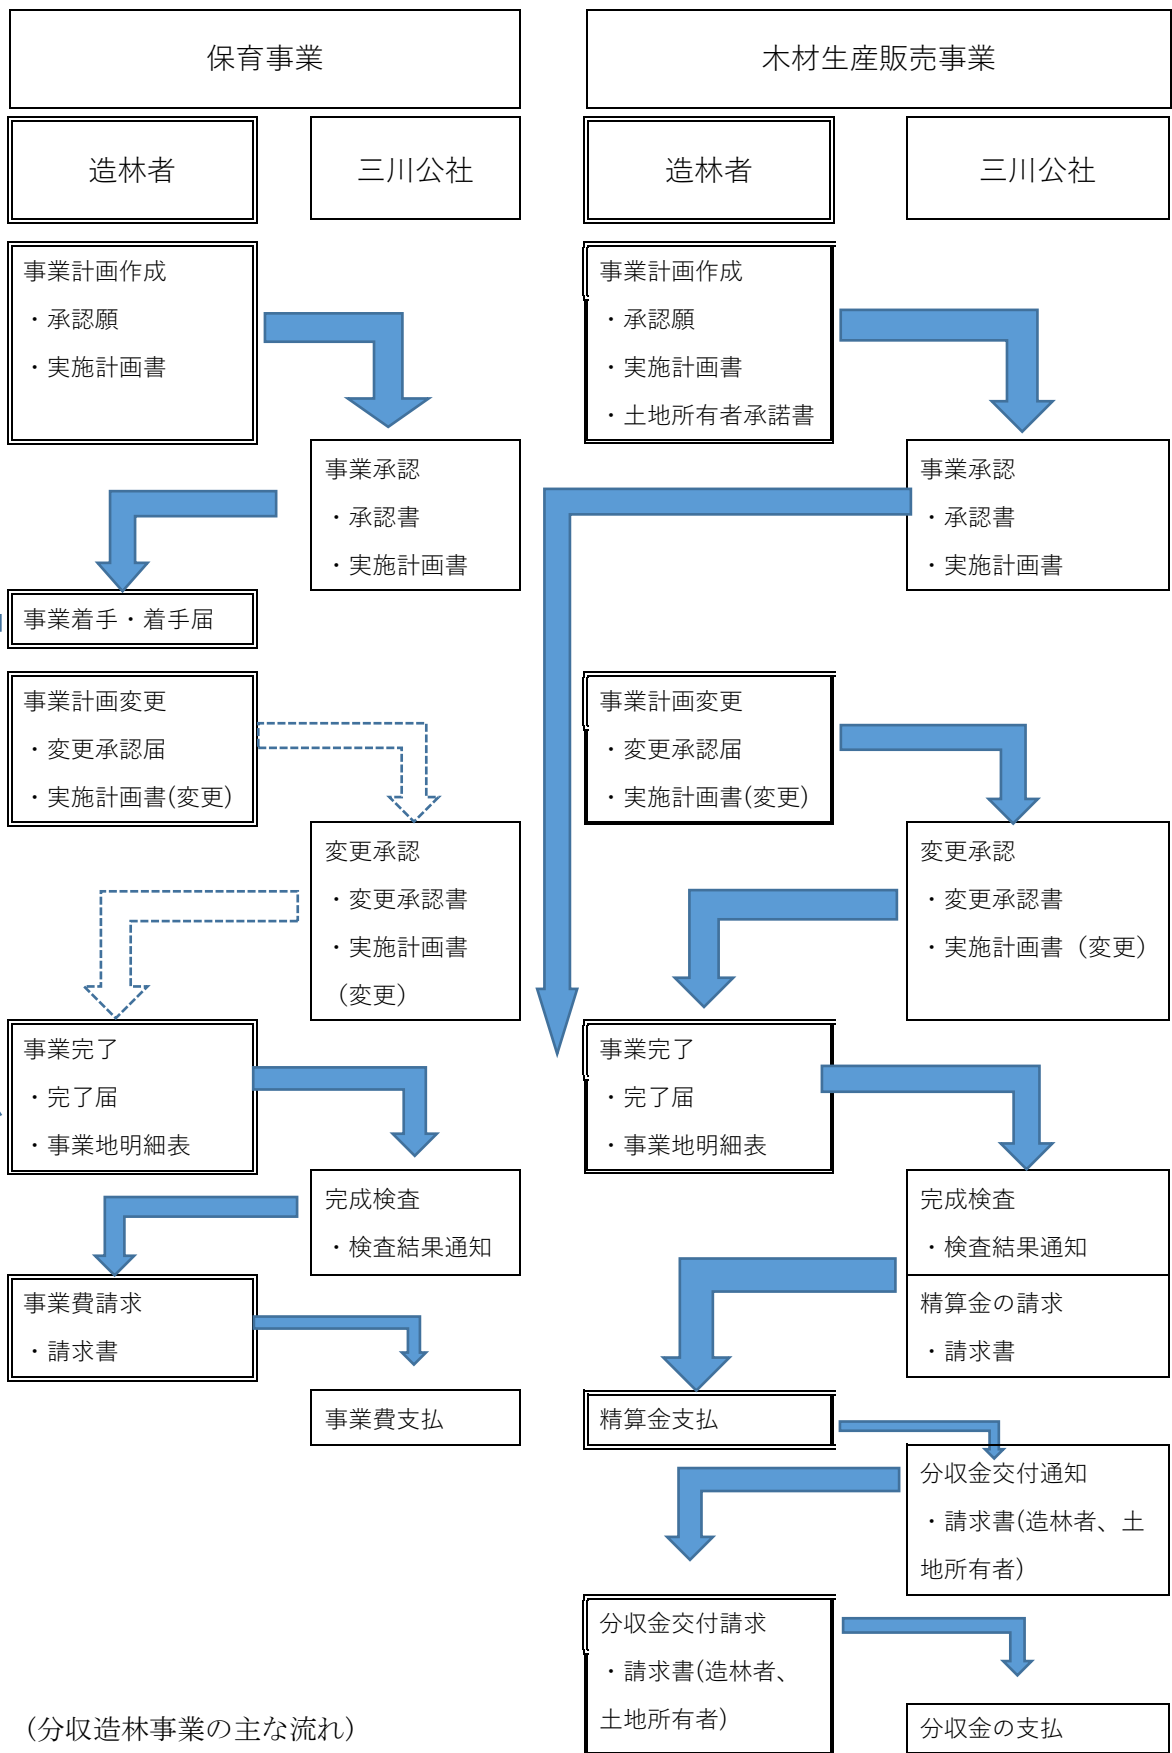 保育事業
木材生産販売事業
造林者
三川公社
造林者
三川公社
事業計画作成
・承認願
・実施計画書
事業承認
・承認書
・実施計画書
事業着手・着手届
事業計画変更
・変更承認届
・実施計画書(変更)
変更承認
・変更承認書
・実施計画書
（変更）
事業完了
・完了届
・事業地明細表
完成検査
・検査結果通知
事業費請求
・請求書
事業費支払
事業計画作成
・承認願
・実施計画書
・土地所有者承諾書
事業承認
・承認書
・実施計画書
事業計画変更
・変更承認届
・実施計画書(変更)
変更承認
・変更承認書
・実施計画書（変更）
事業完了
・完了届
・事業地明細表
完成検査
・検査結果通知
精算金の請求
・請求書
精算金支払
分収金交付通知
・請求書(造林者、土
地所有者)
分収金交付請求
・請求書(造林者、
土地所有者)
分収金の支払
（分収造林事業の主な流れ）